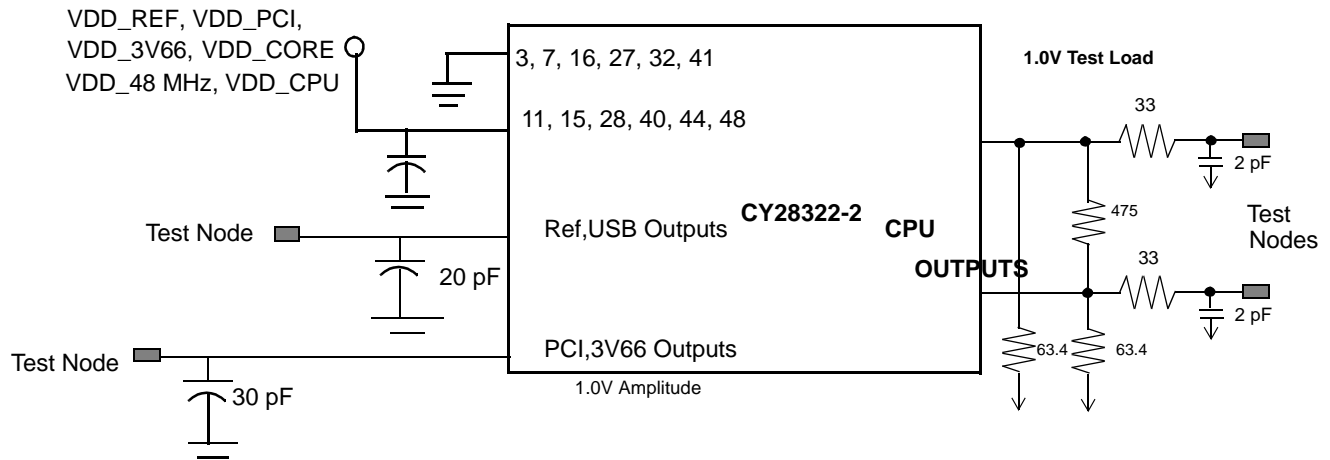 VDD_REF, VDD_PCI,
VDD_3V66, VDD_CORE
VDD_48 MHz, VDD_CPU
3, 7, 16, 27, 32, 41
11, 15, 28, 40, 44, 48
1.0V Test Load
33
2 pF
475
Test
Nodes
Test Node
Ref,USB Outputs
CY28322-2
CPU
OUTPUTS
20 pF
33
2 pF
Test Node
PCI,3V66 Outputs
63.4
63.4
30 pF
1.0V Amplitude